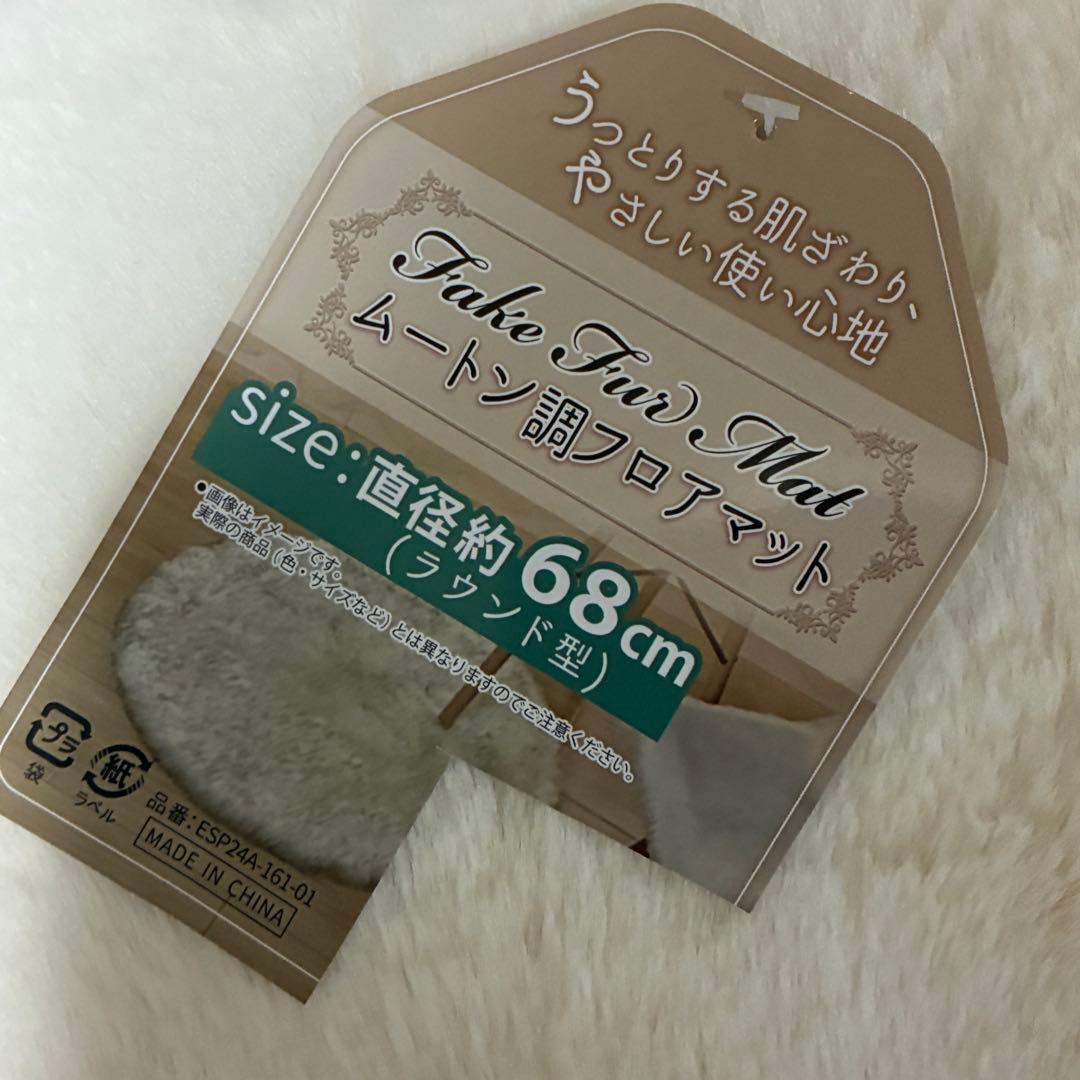 うっとりする肌ざわり、
やさしい使い心地
Fake Fur Mat
ムートン調フロアマット
size:直径約68cm
(ラウンド型)
●画像はイメージです。
実際の商品(色・サイズなど)とは異なりますのでご注意ください。
プラ
袋
紙
ラベル
品番:ESP24A-161-01
MADE IN CHINA